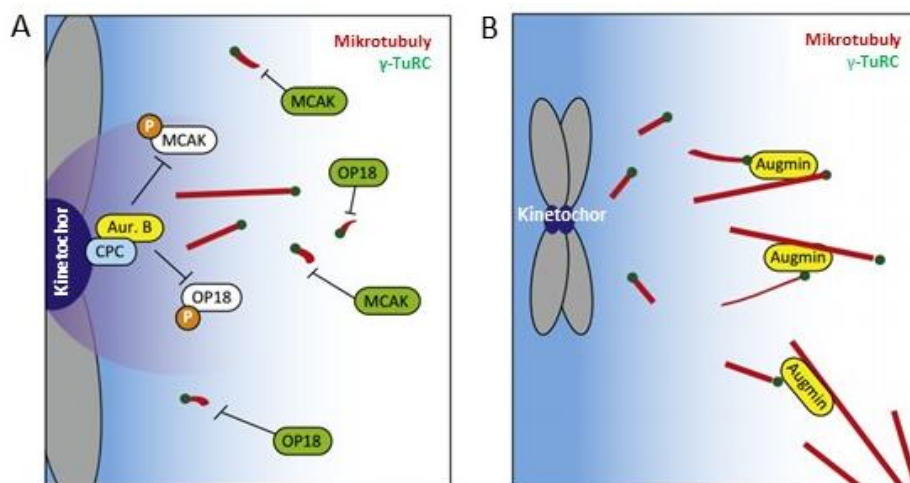 A
Mikrotubuly
γ-TuRC
MCAK
P
MCAK
OP18
Aur. B
CPC
Kinetochor
OP18
P
MCAK
OP18
B
Mikrotubuly
γ-TuRC
Augmin
Kinetochor
Augmin
Augmin